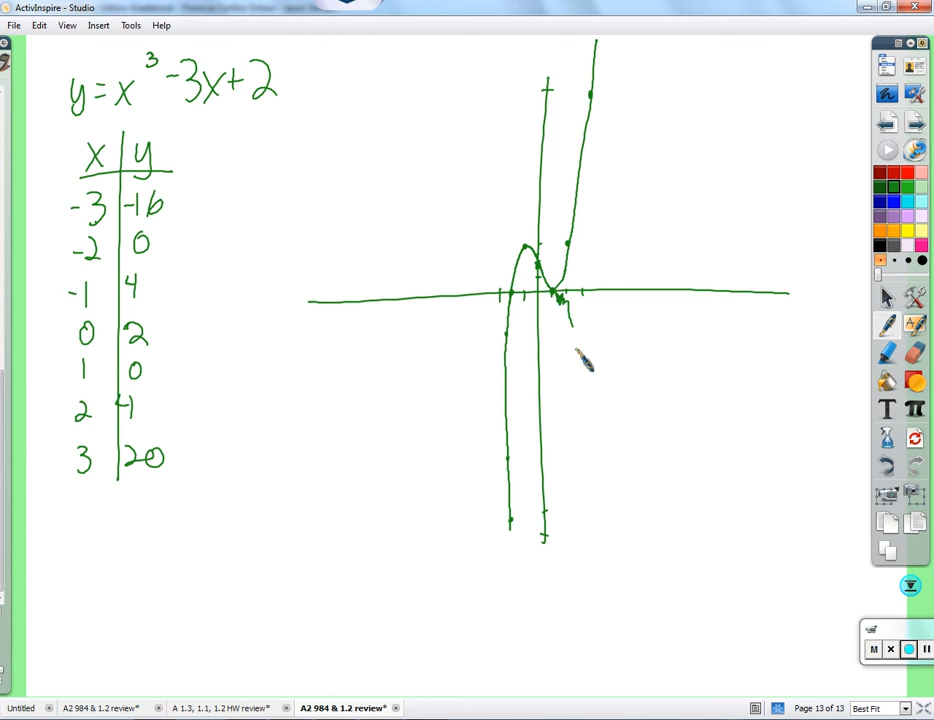 ActivInspire - Studio
File Edit View Insert Tools Help
y = x³ - 3x + 2
x y
-3 -16
-2 0
-1 4
0 2
1 0
2 4
3 20
M
Untitled
A2 984 & 1.2 review*
A 1.3, 1.1, 1.2 HW review*
A2 984 & 1.2 review*
Page 13 of 13
Best Fit